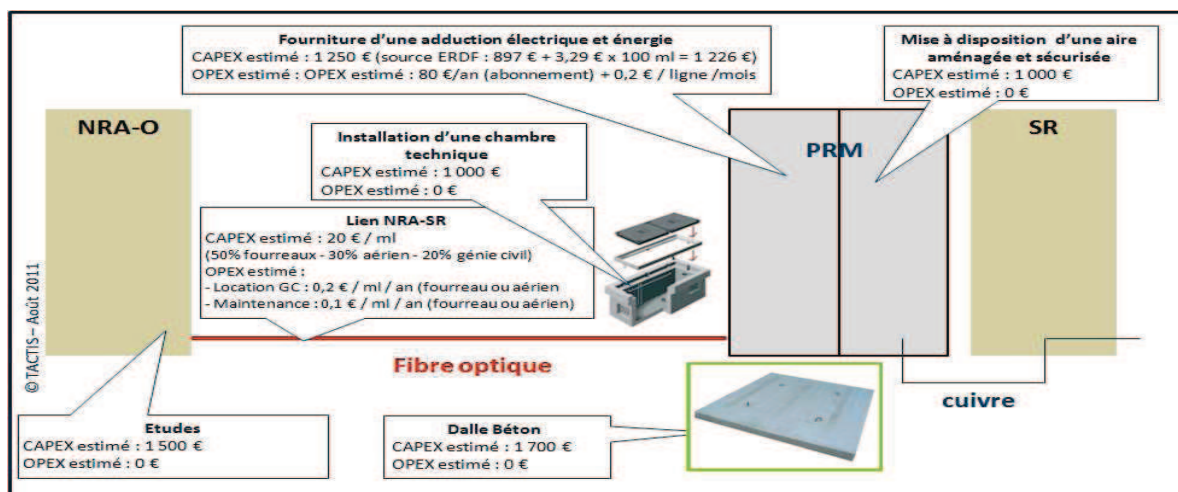 Fourniture d'une adduction électrique et énergie
CAPEX estimé : 1 250 € (source ERDF : 897 € + 3,29 € x 100 ml = 1 226 €)
OPEX estimé : OPEX estimé : 80 €/an (abonnement) + 0,2 € / ligne /mois
Mise à disposition d'une aire
aménagée et sécurisée
CAPEX estimé : 1 000 €
OPEX estimé : 0 €
NRA-O
Installation d'une chambre
technique
CAPEX estimé : 1 000 €
OPEX estimé : 0 €
PRM
SR
Lien NRA-SR
CAPEX estimé : 20 € / ml
(50% fourreaux - 30% aérien - 20% génie civil)
OPEX estimé :
- Location GC : 0,2 € / ml / an (fourreau ou aérien
- Maintenance : 0,1 € / ml / an (fourreau ou aérien)
© TACTIS – Août 2011
Fibre optique
cuivre
Etudes
CAPEX estimé : 1 500 €
OPEX estimé : 0 €
Dalle Béton
CAPEX estimé : 1 700 €
OPEX estimé : 0 €